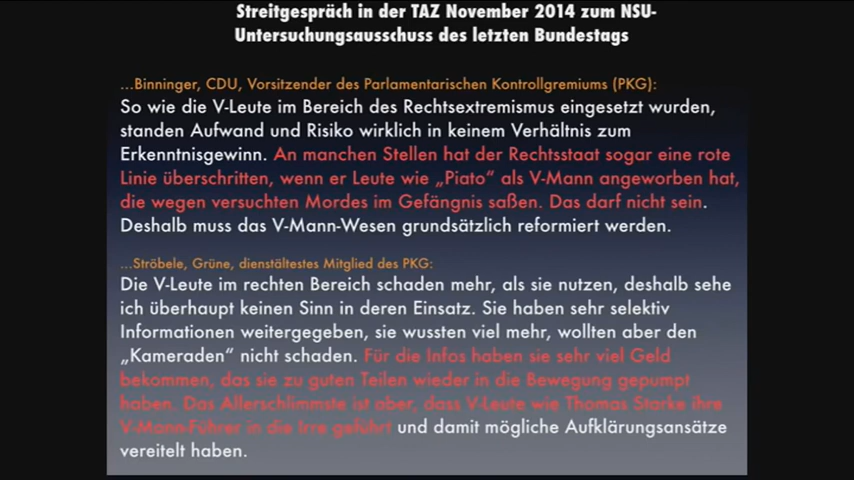 Streitgespräch in der TAZ November 2014 zum NSU-
Untersuchungsausschuss des letzten Bundestags
...Binninger, CDU, Vorsitzender des Parlamentarischen Kontrollgremiums (PKG):
So wie die V-Leute im Bereich des Rechtsextremismus eingesetzt wurden,
standen Aufwand und Risiko wirklich in keinem Verhältnis zum
Erkenntnisgewinn. An manchen Stellen hat der Rechtsstaat sogar eine rote
Linie überschritten, wenn er Leute wie „Piato“ als V-Mann angeworben hat,
die wegen versuchten Mordes im Gefängnis saßen. Das darf nicht sein.
Deshalb muss das V-Mann-Wesen grundsätzlich reformiert werden.
...Ströbele, Grüne, dienstältestes Mitglied des PKG:
Die V-Leute im rechten Bereich schaden mehr, als sie nutzen, deshalb sehe
ich überhaupt keinen Sinn in deren Einsatz. Sie haben sehr selektiv
Informationen weitergegeben, sie wussten viel mehr, wollten aber den
„Kameraden“ nicht schaden. Für die Infos haben sie sehr viel Geld
bekommen, das sie zu guten Teilen wieder in die Bewegung gepumpt
haben. Das Allerschlimmste ist aber, dass V-Leute wie Thomas Starke ihre
V-Mann-Führer in die Irre geführt und damit mögliche Aufklärungsansätze
vereitelt haben.